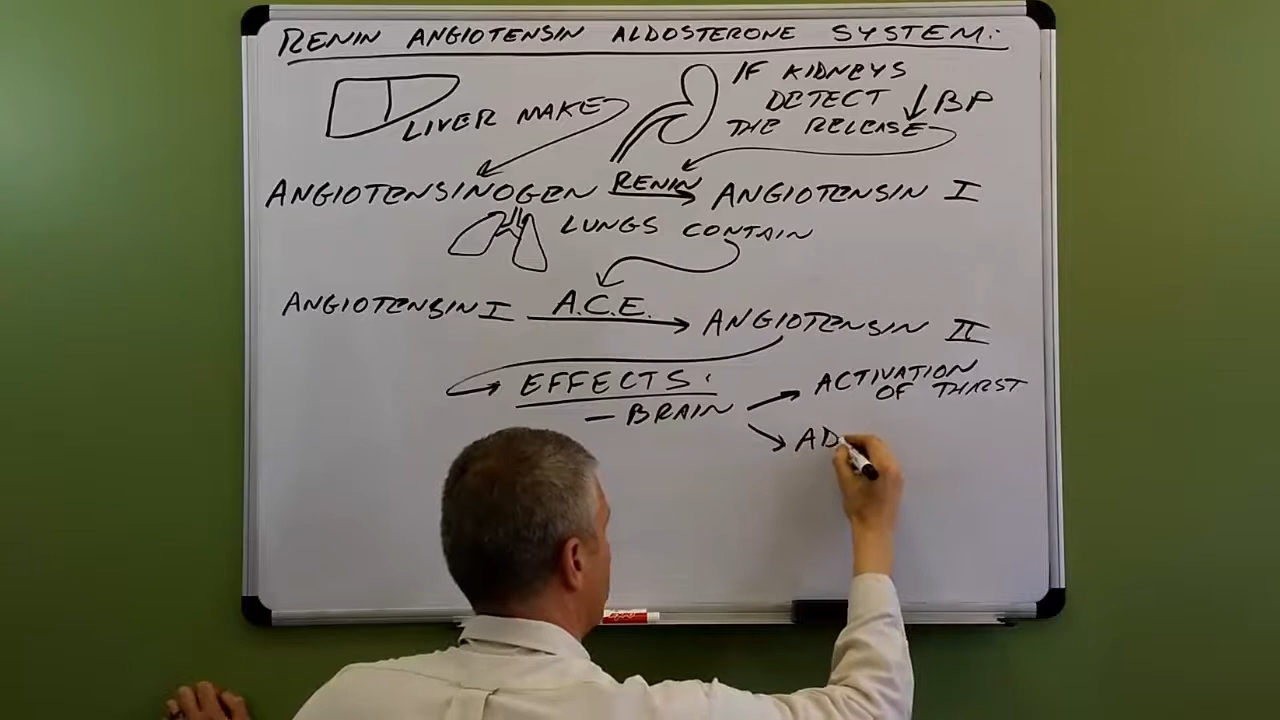 RENIN ANGIOTENSIN ALDOSTERONE SYSTEM:
LIVER MAKE
IF KIDNEYS
DETECT ↓BP
THE RELEASE
ANGIOTENSINOGEN RENIN → ANGIOTENSIN I
LUNGS CONTAIN
ANGIOTENSIN I A.C.E. → ANGIOTENSIN II
EFFECTS:
- BRAIN → ACTIVATION
OF THIRST
→ AD